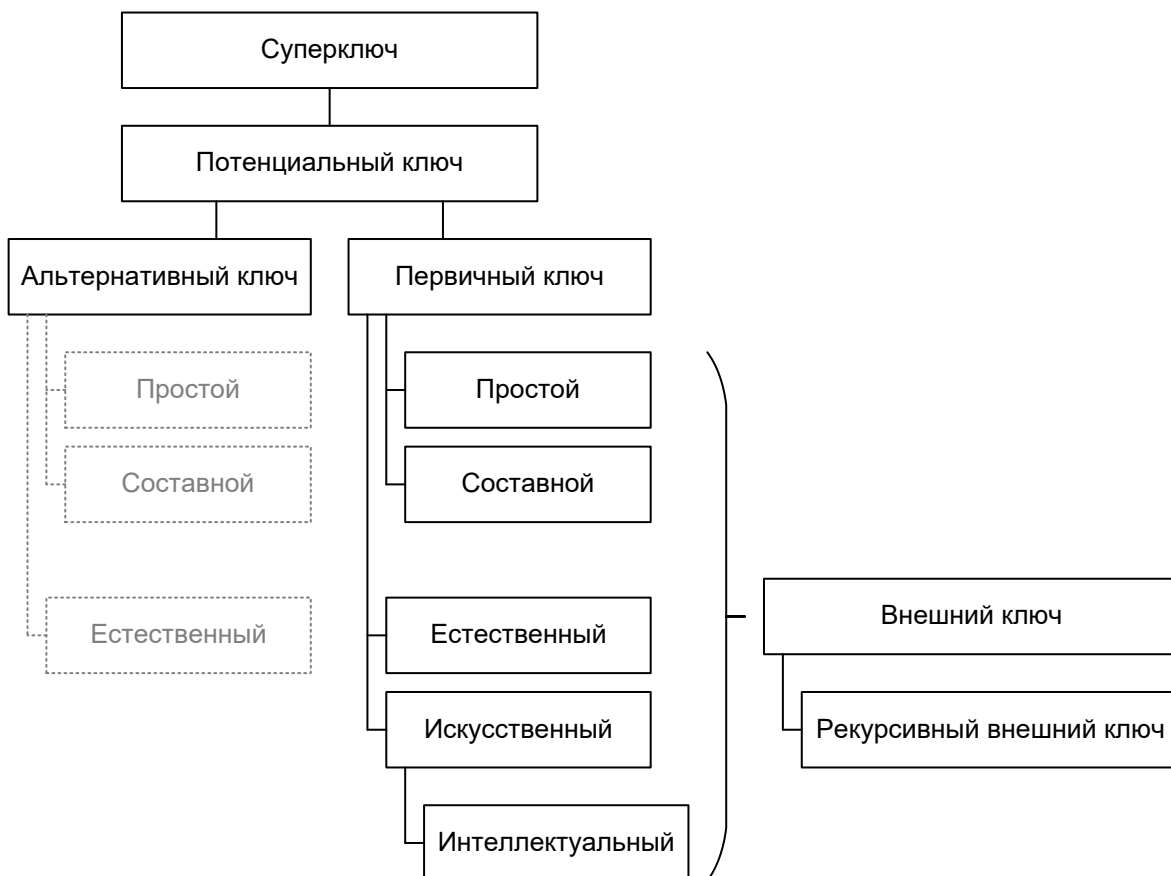 Суперключ
Потенциальный ключ
Альтернативный ключ
Первичный ключ
Простой
Простой
Составной
Составной
Естественный
Естественный
Внешний ключ
Искусственный
Рекурсивный внешний ключ
Интеллектуальный